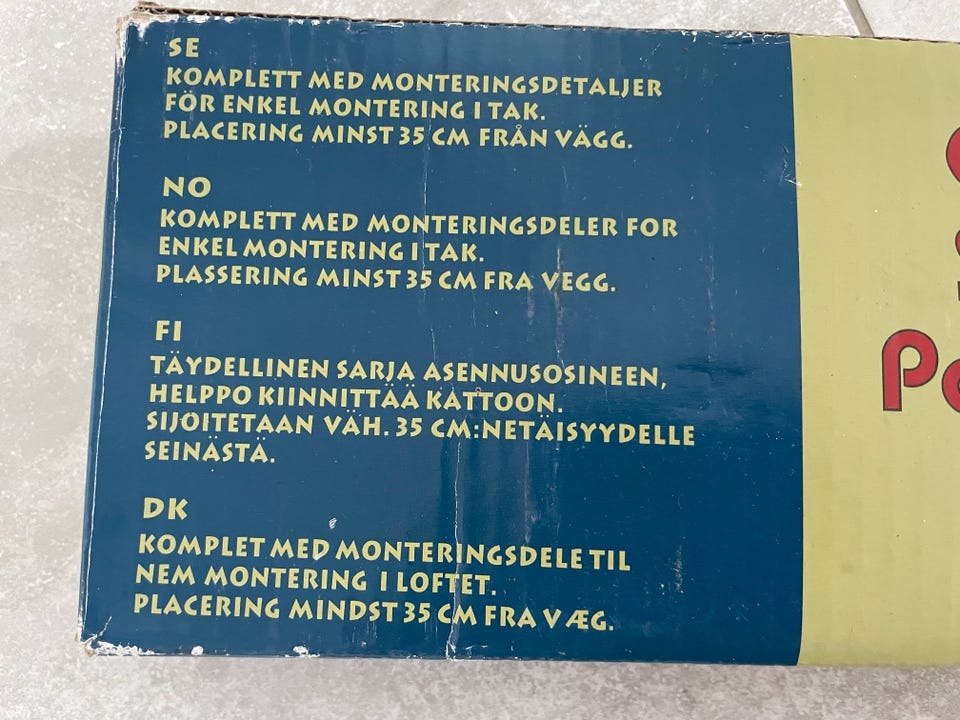 SE
KOMPLETT MED MONTERINGSDETALJER
FÖR ENKEL MONTERING I TAK.
PLACERING MINST 35 CM FRÅN VÄGG.
NO
KOMPLETT MED MONTERINGSDELER FOR
ENKEL MONTERING I TAK.
PLASSERING MINST 35 CM FRA VEGG.
FI
TÄYDELLINEN SARJA ASENNUSOSINEEN,
HELPPO KIINNITTÄÄ KATTOON.
SIJOITETAAN VÄH. 35 CM:NETÄISYYDELLE
SEINÄSTÄ.
DK
KOMPLET MED MONTERINGSDELE TIL
NEM MONTERING I LOFTET.
PLACERING MINDST 35 CM FRA VÆG.